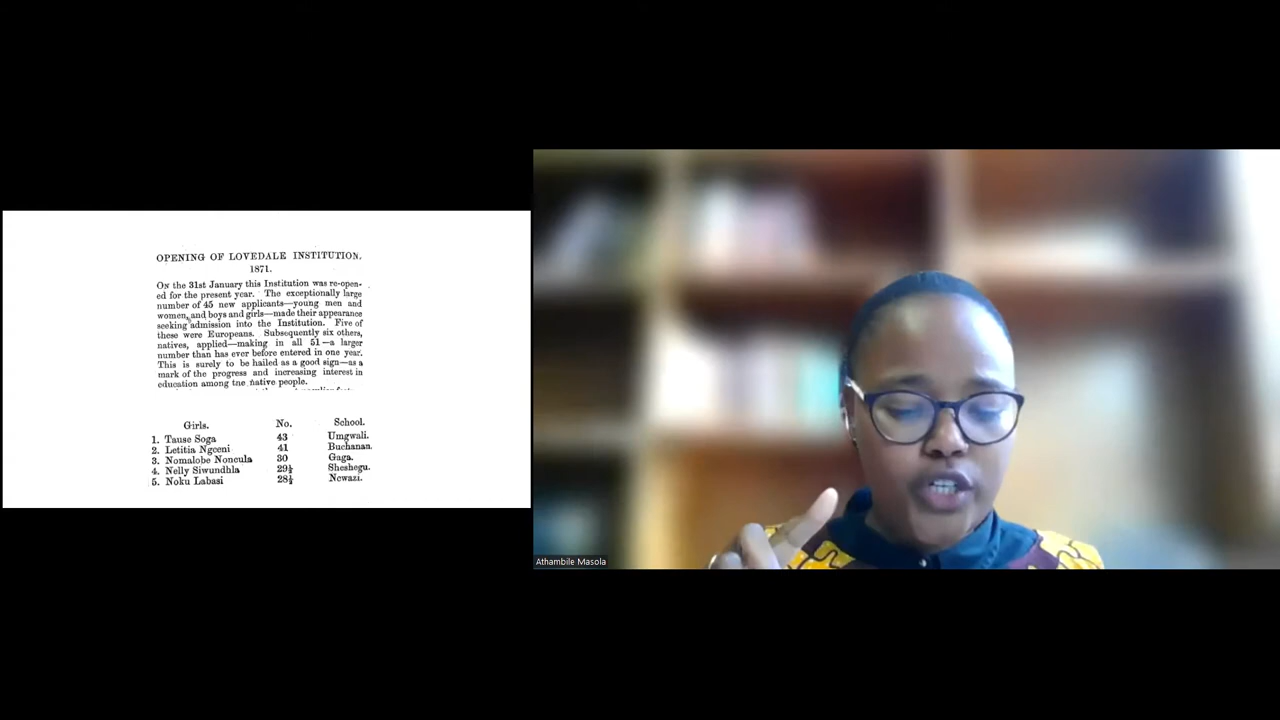 OPENING OF LOVEDALE INSTITUTION.
1871.
ON the 31st January this Institution was re-open-
ed for the present year. The exceptionally large
number of 45 new applicants—young men and
women, and boys and girls—made their appearance
seeking admission into the Institution. Five of
these were Europeans. Subsequently six others,
natives, applied—making in all 51—a larger
number than has ever before entered in one year.
This is surely to be hailed as a good sign—as a
mark of the progress and increasing interest in
education among the native people.
Girls. No. School.
1. Tause Soga 43 Umgwali.
2. Letitia Ngceni 41 Buchanan.
3. Nomalobe Noncula 30 Gaga.
4. Nelly Siwundhla 29½ Sheshegu.
5. Noku Labasi 28½ Ncwazi.
Athambile Masola